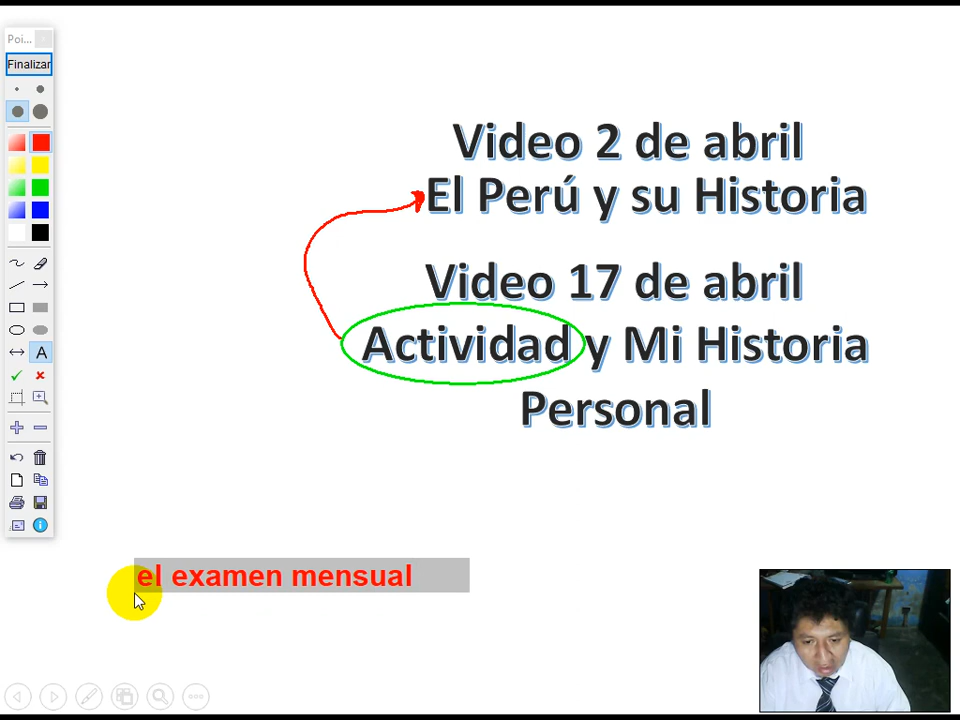 Poi...
Finalizar
Video 2 de abril
El Perú y su Historia
Video 17 de abril
Actividad y Mi Historia
Personal
A
el examen mensual